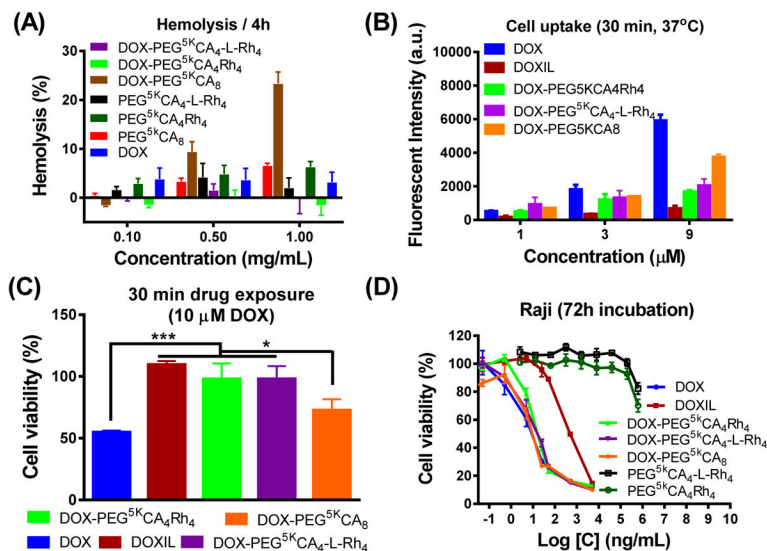 (A)
Hemolysis / 4h
DOX-PEG⁵ᴷCA₄-L-Rh₄
DOX-PEG⁵ᵏCA₄Rh₄
DOX-PEG⁵ᴷCA₈
PEG⁵ᴷCA₄-L-Rh₄
PEG⁵ᵏCA₄Rh₄
PEG⁵ᵏCA₈
DOX
Hemolysis (%)
30
20
10
0
0.10
0.50
1.00
Concentration (mg/mL)
(B)
Cell uptake (30 min, 37°C)
Fluorescent Intensity (a.u.)
10000
8000
6000
4000
2000
0
DOX
DOXIL
DOX-PEG5KCA4Rh4
DOX-PEG⁵ᴷCA₄-L-Rh₄
DOX-PEG5KCA8
1
3
9
Concentration (μM)
(C)
30 min drug exposure
(10 μM DOX)
Cell viability (%)
150
100
50
0
***
*
DOX-PEG⁵ᴷCA₄Rh₄
DOX-PEG⁵ᴷCA₈
DOX
DOXIL
DOX-PEG⁵ᴷCA₄-L-Rh₄
(D)
Raji (72h incubation)
Cell viability (%)
120
100
80
60
40
20
0
DOX
DOXIL
DOX-PEG⁵ᵏCA₄Rh₄
DOX-PEG⁵ᵏCA₄-L-Rh₄
DOX-PEG⁵ᵏCA₈
PEG⁵ᵏCA₄-L-Rh₄
PEG⁵ᵏCA₄Rh₄
-1 0 1 2 3 4 5 6 7 8 9 10
Log [C] (ng/mL)